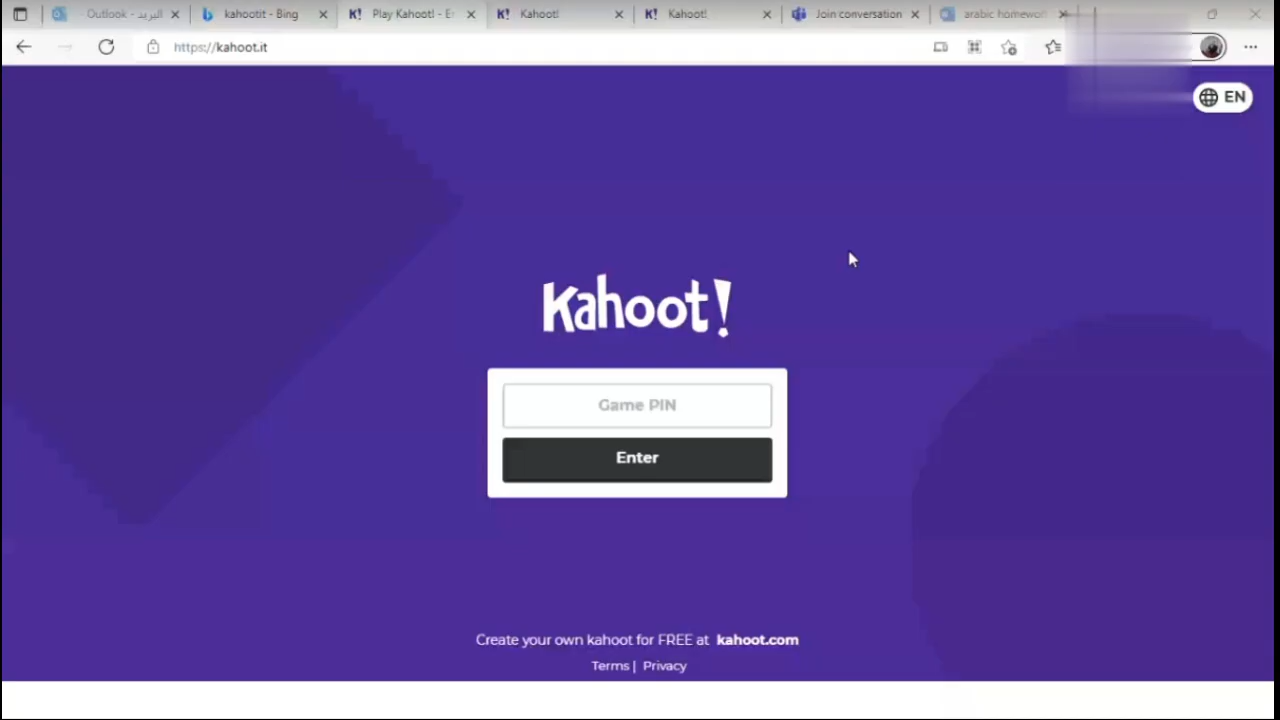 Outlook - البريد
kahootit - Bing
Play Kahoot! - E
Kahoot!
Kahoot!
Join conversation
arabic homewor
https://kahoot.it
EN
Kahoot!
Game PIN
Enter
Create your own kahoot for FREE at kahoot.com
Terms | Privacy